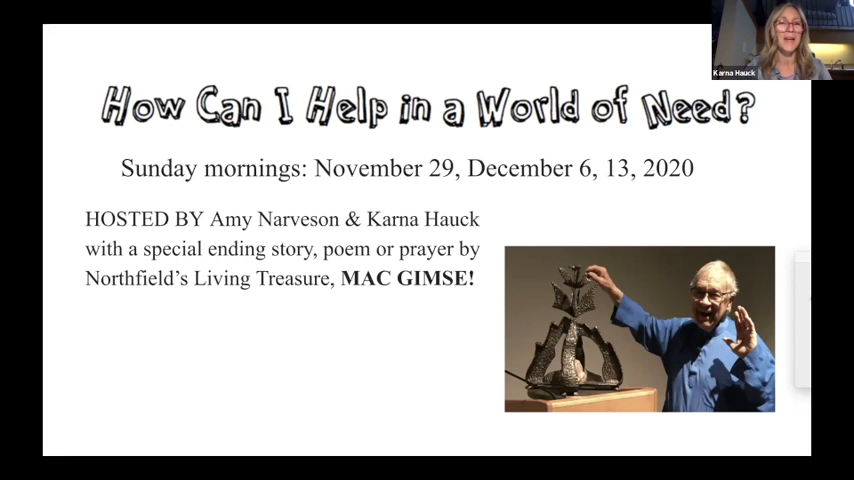 Karna Hauck
How Can I Help in a World of Need?
Sunday mornings: November 29, December 6, 13, 2020
HOSTED BY Amy Narveson & Karna Hauck
with a special ending story, poem or prayer by
Northfield's Living Treasure, MAC GIMSE!